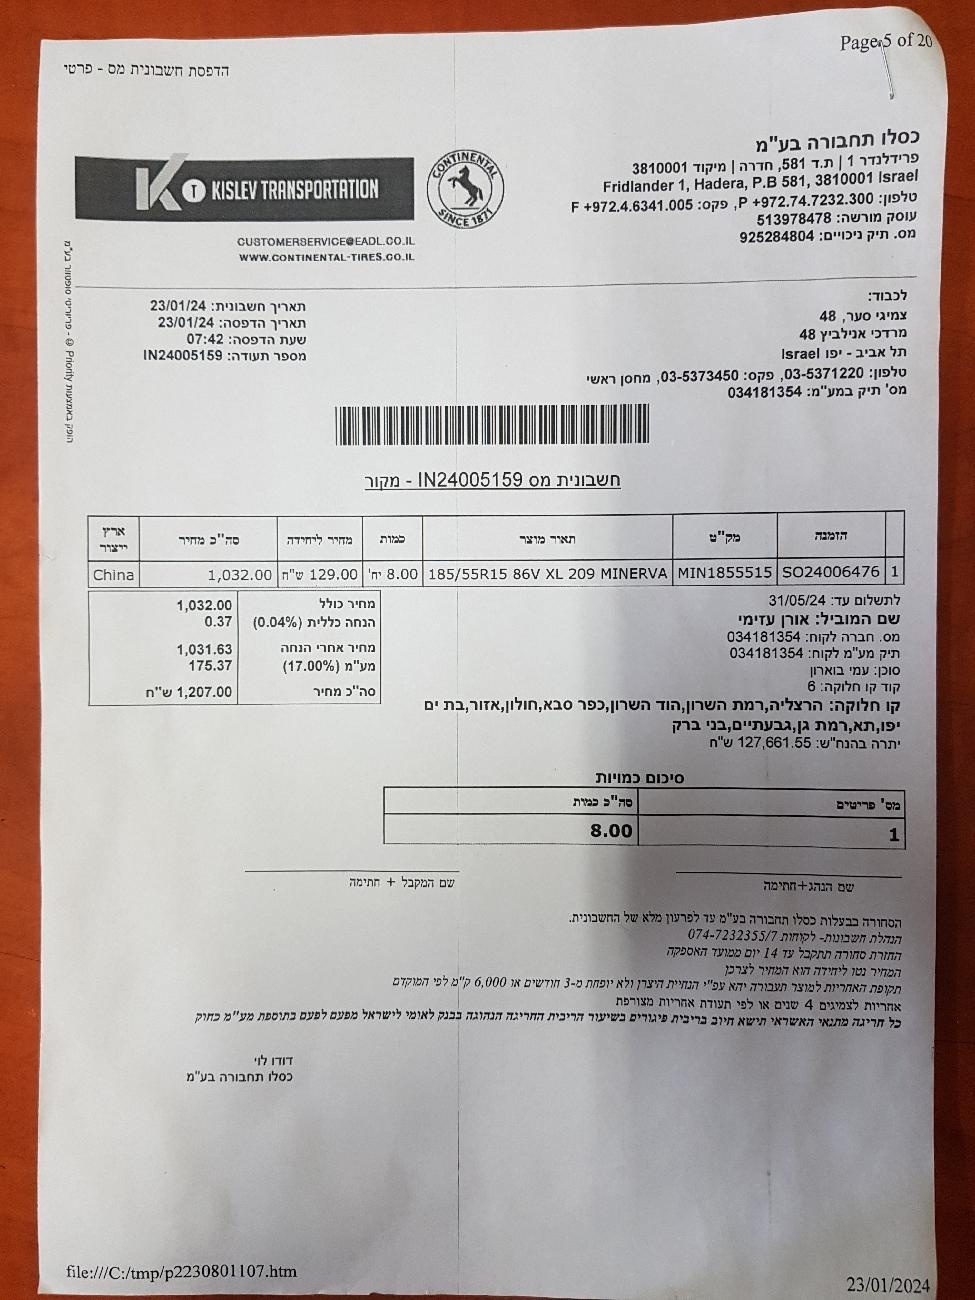 Page 5 of 20
הדפסת חשבונית מס - פרטי
כסלו תחבורה בע"מ
פרידלנדר 1 | ת.ד 581, חדרה | מיקוד 3810001
Fridlander 1, Hadera, P.B 581, 3810001 Israel
טלפון: P +972.74.7232.300, פקס: F +972.4.6341.005
עוסק מורשה: 513978478
מס. תיק ניכויים: 925284804
K T KISLEV TRANSPORTATION
CONTINENTAL
SINCE 1871
CUSTOMERSERVICE@EADL.CO.IL
WWW.CONTINENTAL-TIRES.CO.IL
הופק באמצעות Priority © - פריוריטי סופטוור בע"מ
לכבוד:
צמיגי סער, 48
מרדכי אנילביץ 48
תל אביב - יפו Israel
טלפון: 03-5371220, פקס: 03-5373450, מחסן ראשי
מס' תיק במע"מ: 034181354
תאריך חשבונית: 23/01/24
תאריך הדפסה: 23/01/24
שעת הדפסה: 07:42
מספר תעודה: IN24005159
חשבונית מס IN24005159 - מקור
הזמנה מק"ט תאור מוצר כמות מחיר ליחידה סה"כ מחיר ארץ ייצור
1 SO24006476 MIN1855515 185/55R15 86V XL 209 MINERVA 8.00 יח' 129.00 ש"ח 1,032.00 China
מחיר כולל 1,032.00
הנחה כללית (0.04%) 0.37
מחיר אחרי הנחה 1,031.63
מע"מ (17.00%) 175.37
סה"כ מחיר 1,207.00 ש"ח
לתשלום עד: 31/05/24
שם המוביל: אורן עזימי
מס. חברה לקוח: 034181354
תיק מע"מ לקוח: 034181354
סוכן: עמי בוארון
קוד קו חלוקה: 6
קו חלוקה: הרצליה,רמת השרון,הוד השרון,כפר סבא,חולון,אזור,בת ים
יפו,תא,רמת גן,גבעתיים,בני ברק
יתרה בהנח"ש: 127,661.55 ש"ח
סיכום כמויות
מס' פריטים סה"כ כמות
1 8.00
שם הנהג+חתימה
שם המקבל + חתימה
הסחורה בבעלות כסלו תחבורה בע"מ עד לפרעון מלא של החשבונית.
הנהלת חשבונות- לקוחות 074-7232355/7
החזרת סחורה תתקבל עד 14 יום ממועד האספקה
המחיר נטו ליחידה הוא המחיר לצרכן
תקופת האחריות למוצר תעבורה יהא עפ"י הנחיית היצרן ולא יופחת מ-3 חודשים או 6,000 ק"מ לפי המוקדם
אחריות לצמיגים 4 שנים או לפי תעודת אחריות מצורפת
כל חריגה מתנאי האשראי תישא חיוב בריבית פיגורים בשיעור הריבית החריגה הנהוגה בבנק לאומי לישראל מפעם לפעם בתוספת מע"מ כחוק
דודו לוי
כסלו תחבורה בע"מ
file:///C:/tmp/p2230801107.htm
23/01/2024